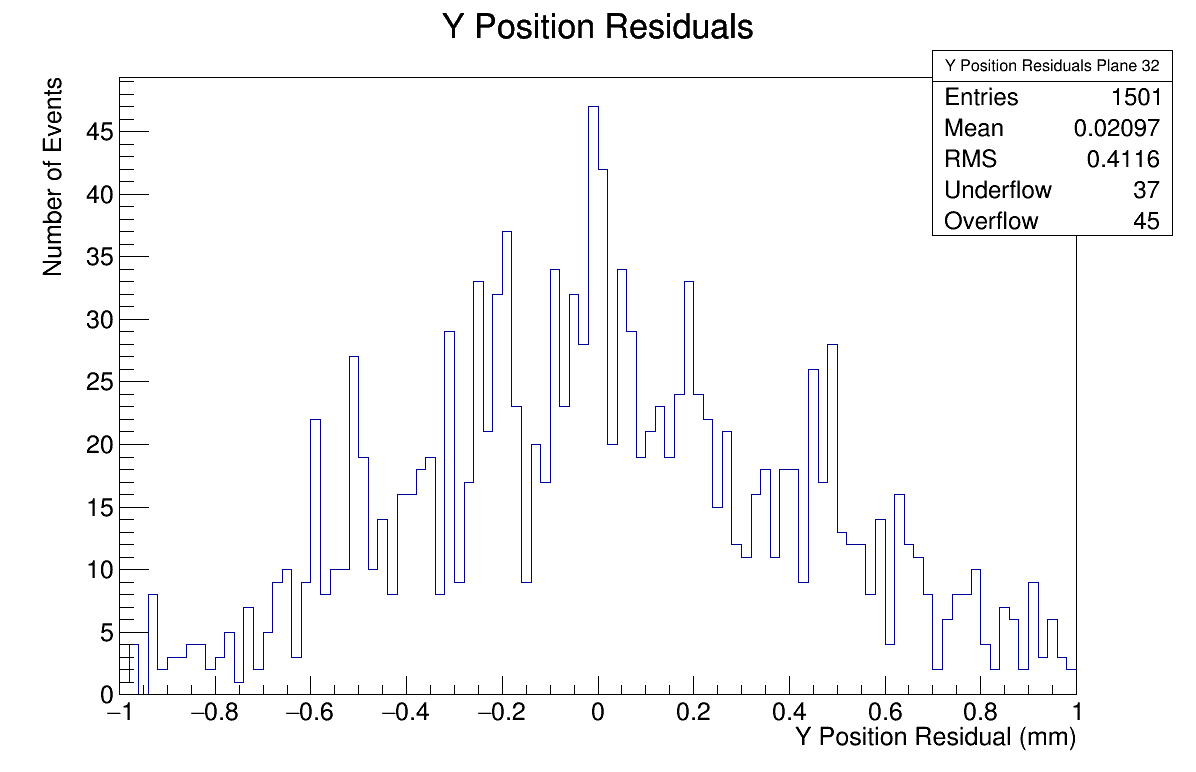 Y Position Residuals
Y Position Residuals Plane 32
Entries 1501
Mean 0.02097
RMS 0.4116
Underflow 37
Overflow 45
Number of Events
45
40
35
30
25
20
15
10
5
0
−1 −0.8 −0.6 −0.4 −0.2 0 0.2 0.4 0.6 0.8 1
Y Position Residual (mm)